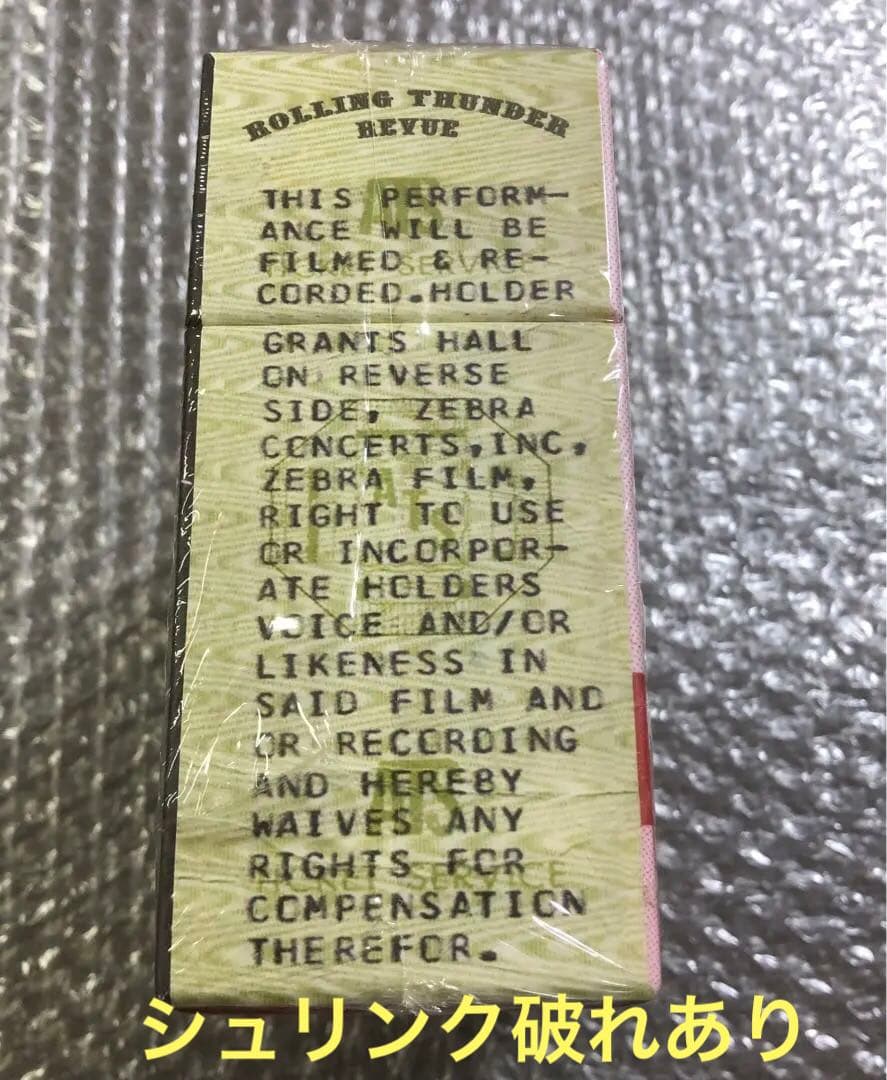 ROLLING THUNDER
REVUE
THIS PERFORM-
ANCE WILL BE
FILMED & RE-
CORDED.HOLDER
GRANTS HALL
ON REVERSE
SIDE, ZEBRA
CONCERTS,INC,
ZEBRA FILM,
RIGHT TO USE
OR INCORPOR-
ATE HOLDERS
VOICE AND/OR
LIKENESS IN
SAID FILM AND
OR RECORDING
AND HEREBY
WAIVES ANY
RIGHTS FOR
COMPENSATION
THEREFOR.
シュリンク破れあり